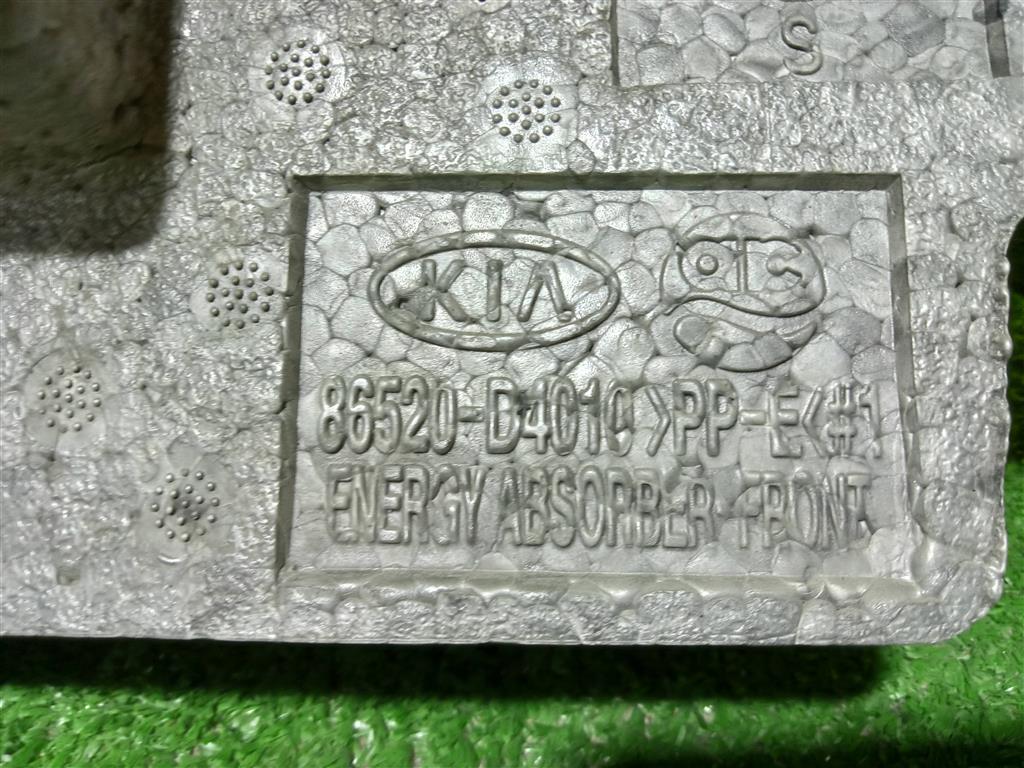 S
KIA
86520-D4010 >PP-E<#1
ENERGY ABSORBER-FRONT